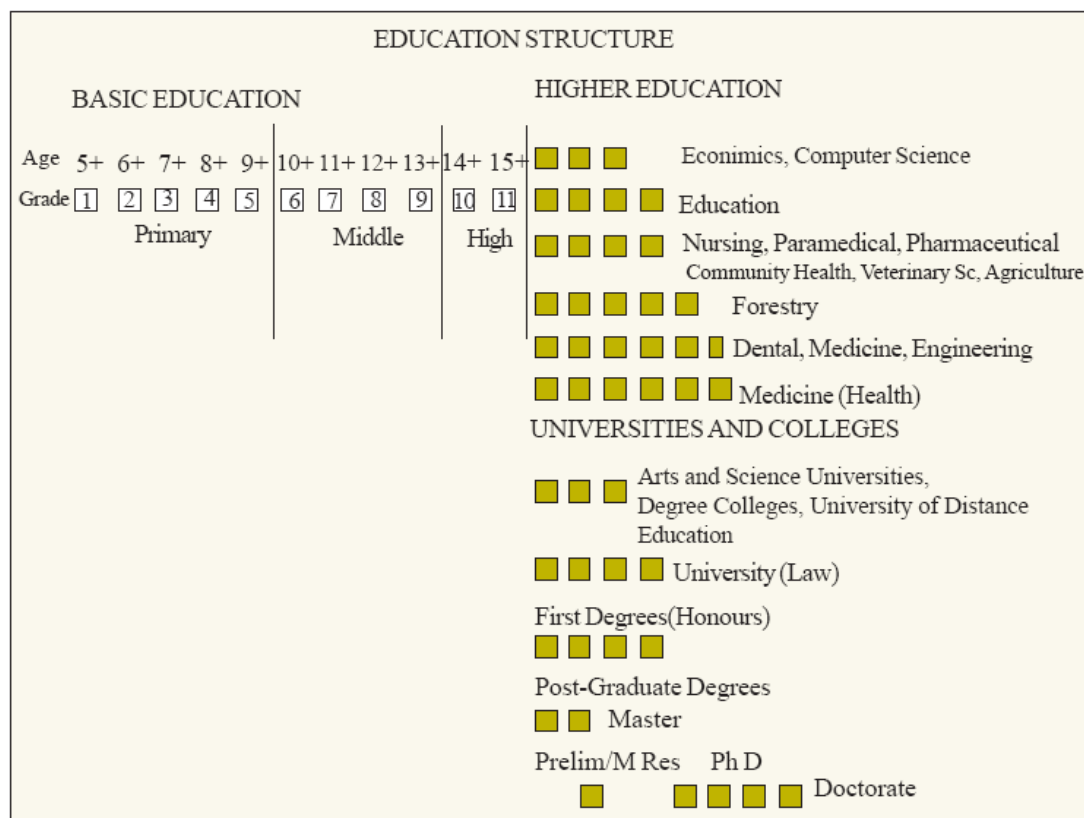 EDUCATION STRUCTURE
BASIC EDUCATION
Age 5+ 6+ 7+ 8+ 9+ 10+ 11+ 12+ 13+ 14+ 15+
Grade 1 2 3 4 5 6 7 8 9 10 11
Primary Middle High
HIGHER EDUCATION
Econimics, Computer Science
Education
Nursing, Paramedical, Pharmaceutical
Community Health, Veterinary Sc, Agriculture
Forestry
Dental, Medicine, Engineering
Medicine (Health)
UNIVERSITIES AND COLLEGES
Arts and Science Universities,
Degree Colleges, University of Distance
Education
University (Law)
First Degrees(Honours)
Post-Graduate Degrees
Master
Prelim/M Res Ph D
Doctorate